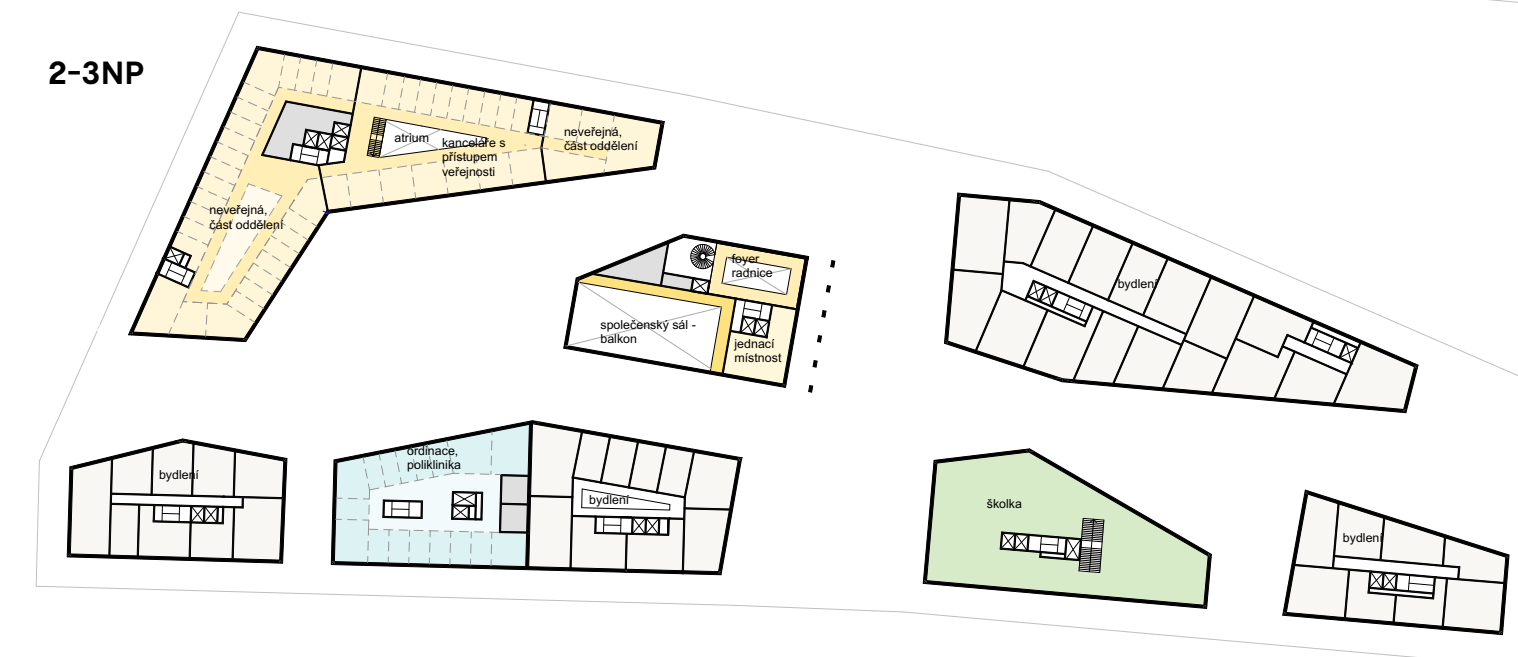 2-3NP
atrium
kanceláře s
přístupem
veřejnosti
neveřejná,
část oddělení
neveřejná,
část oddělení
foyer
radnice
společenský sál -
balkon
jednací
místnost
bydlení
bydlení
ordinace,
poliklinika
bydlení
školka
bydlení